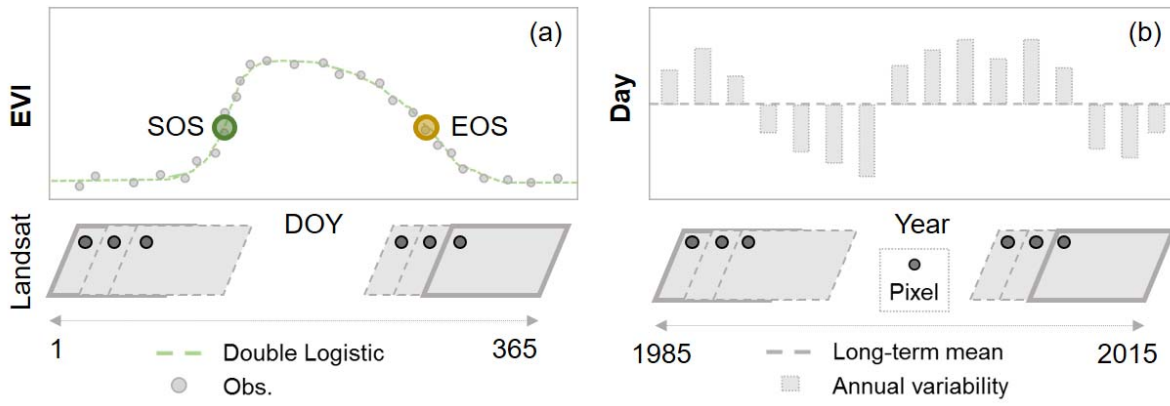 (a)
EVI
SOS
EOS
DOY
Landsat
1
365
Double Logistic
Obs.
(b)
Day
Year
Pixel
1985
2015
Long-term mean
Annual variability